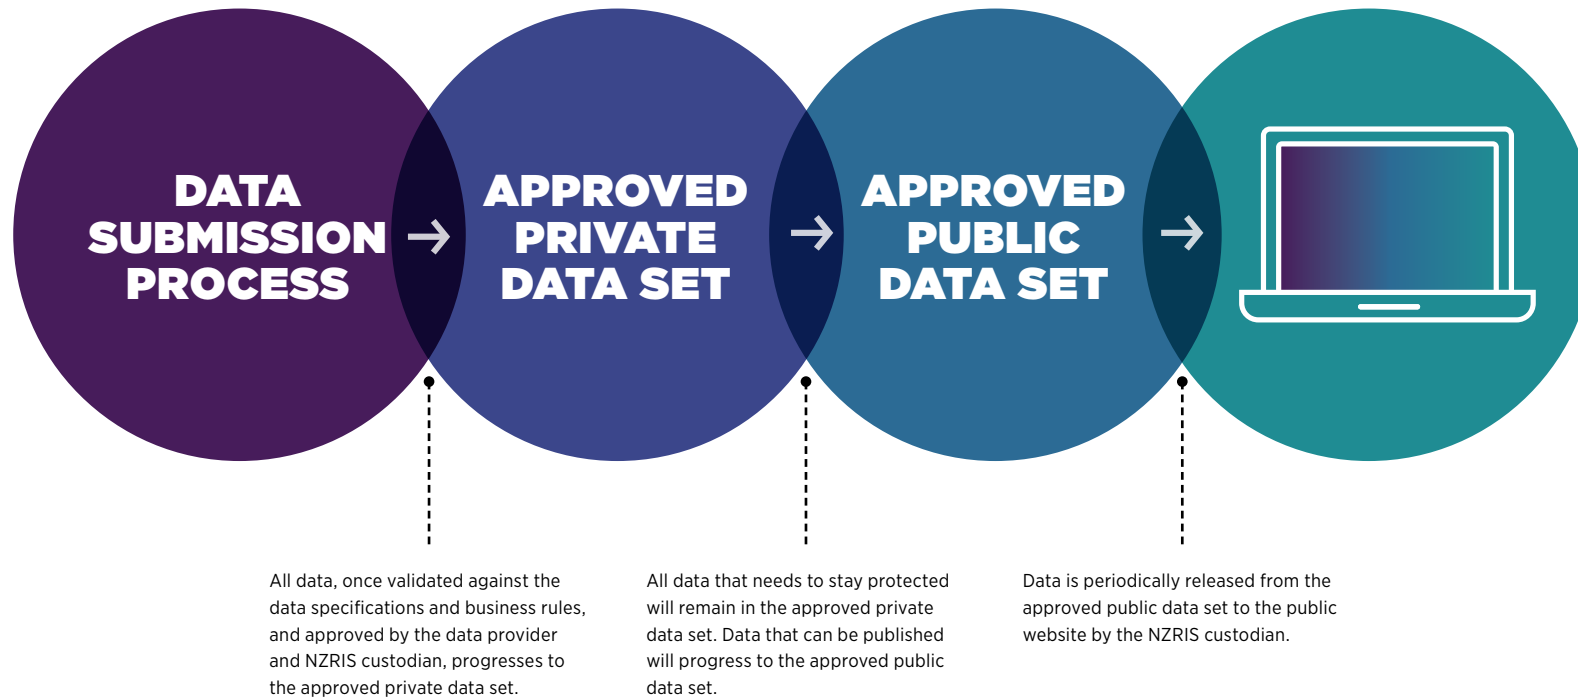 DATA
SUBMISSION
PROCESS
APPROVED
PRIVATE
DATA SET
APPROVED
PUBLIC
DATA SET
All data, once validated against the
data specifications and business rules,
and approved by the data provider
and NZRIS custodian, progresses to
the approved private data set.
All data that needs to stay protected
will remain in the approved private
data set. Data that can be published
will progress to the approved public
data set.
Data is periodically released from the
approved public data set to the public
website by the NZRIS custodian.